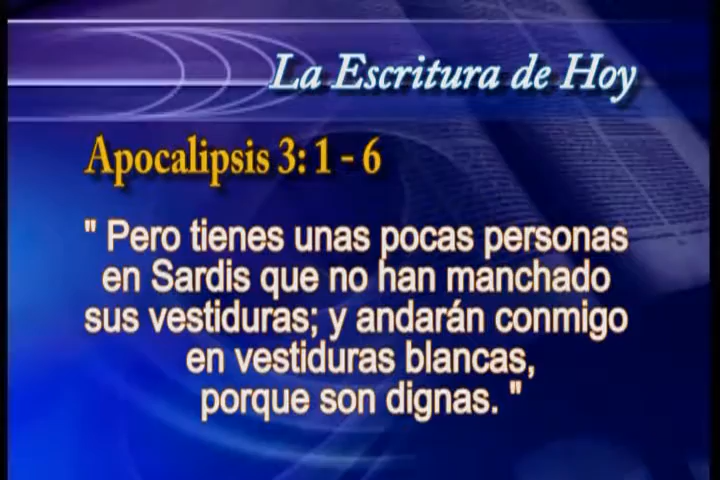 La Escritura de Hoy
Apocalipsis 3: 1 - 6
" Pero tienes unas pocas personas
en Sardis que no han manchado
sus vestiduras; y andarán conmigo
en vestiduras blancas,
porque son dignas. "